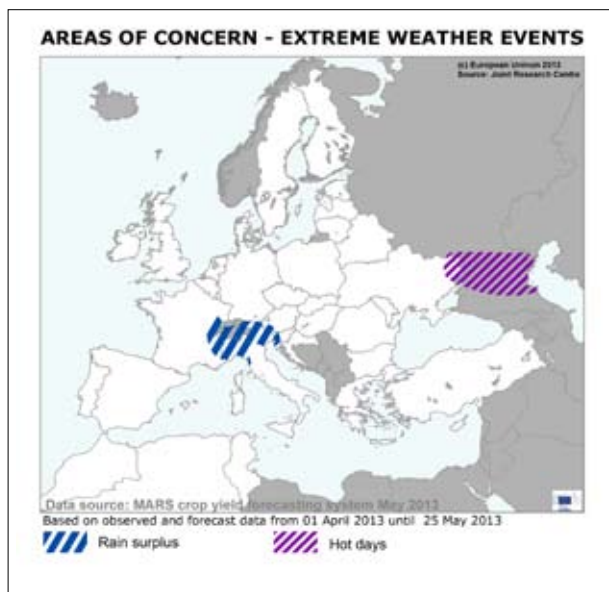 AREAS OF CONCERN - EXTREME WEATHER EVENTS
(c) European Uninon 2013
Source: Joint Research Centre
Data source: MARS crop yield forecasting system May 2013
Based on observed and forecast data from 01 April 2013 until 25 May 2013
Rain surplus
Hot days